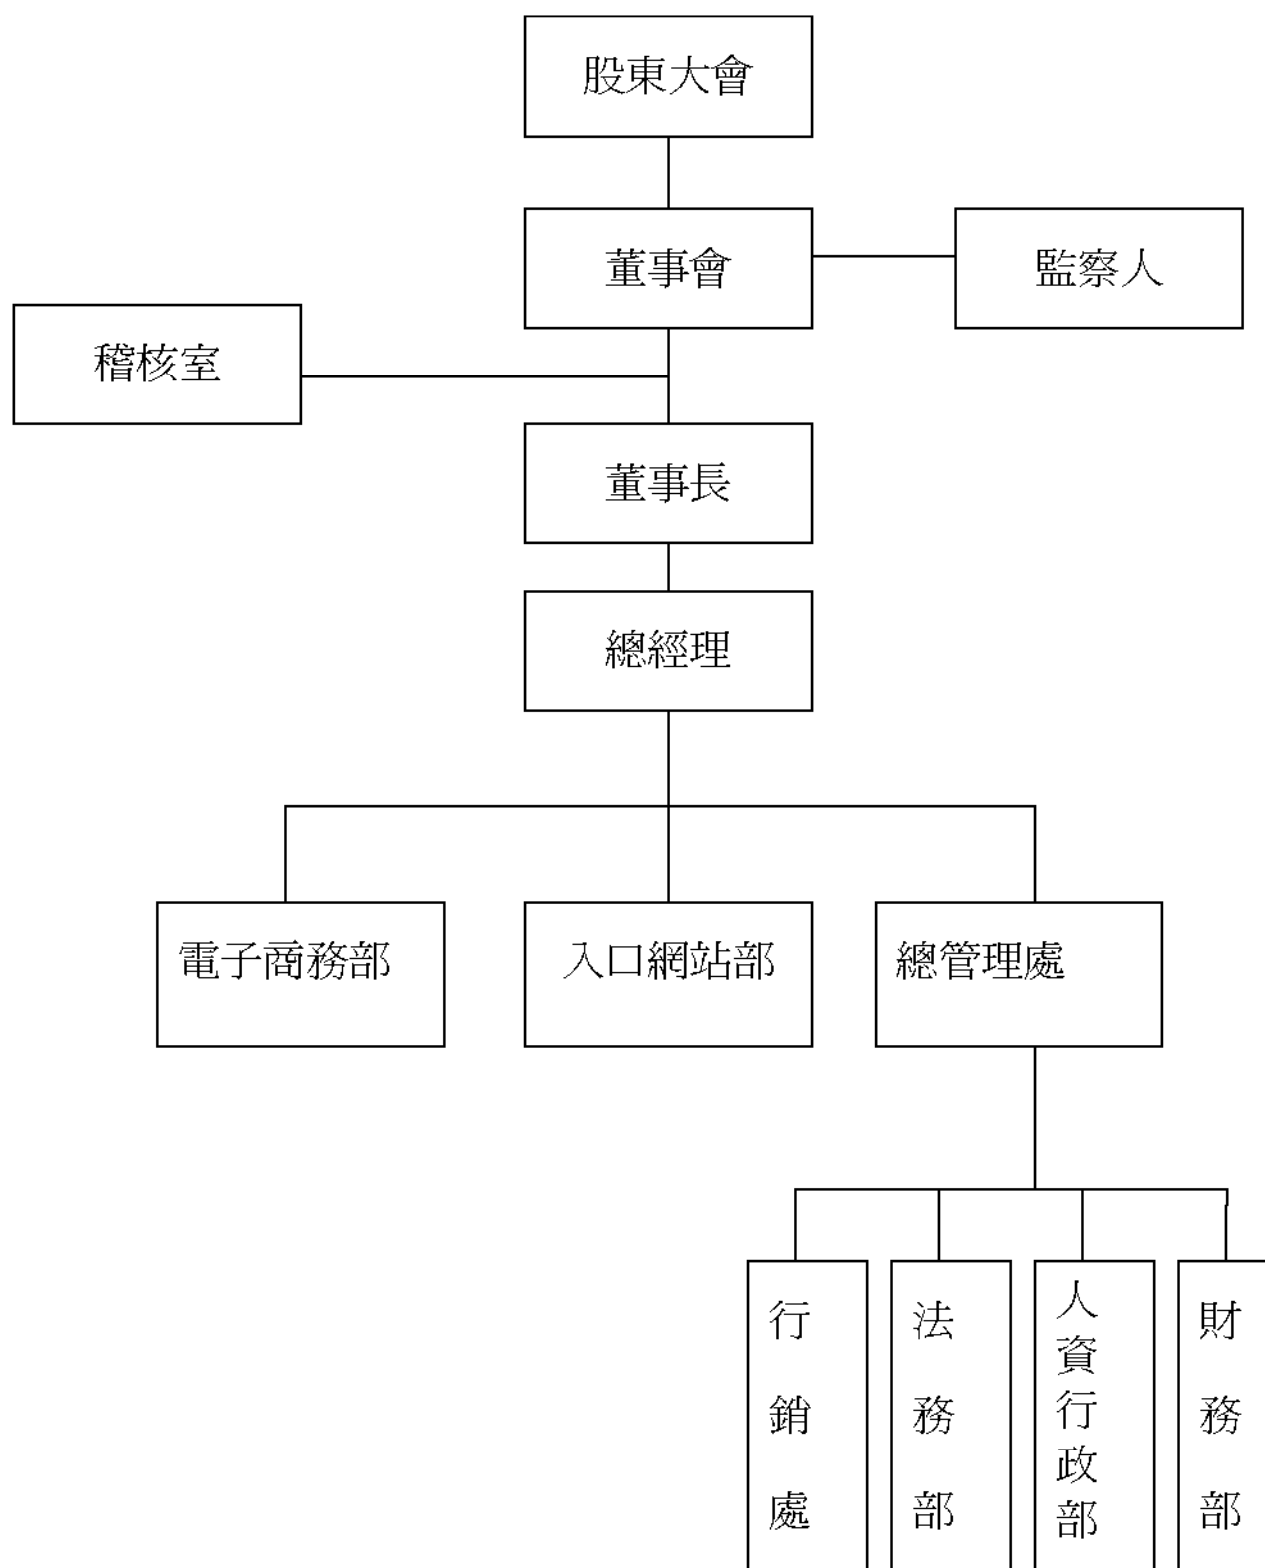 股東大會
董事會
監察人
稽核室
董事長
總經理
電子商務部
入口網站部
總管理處
行銷處
法務部
人資行政部
財務部